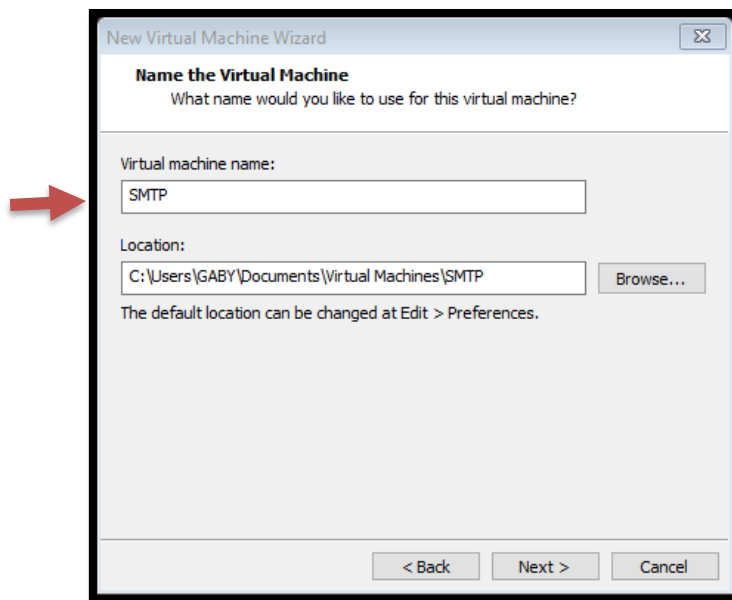 New Virtual Machine Wizard
Name the Virtual Machine
What name would you like to use for this virtual machine?
Virtual machine name:
SMTP
Location:
C:\Users\GABY\Documents\Virtual Machines\SMTP
Browse...
The default location can be changed at Edit > Preferences.
< Back Next > Cancel